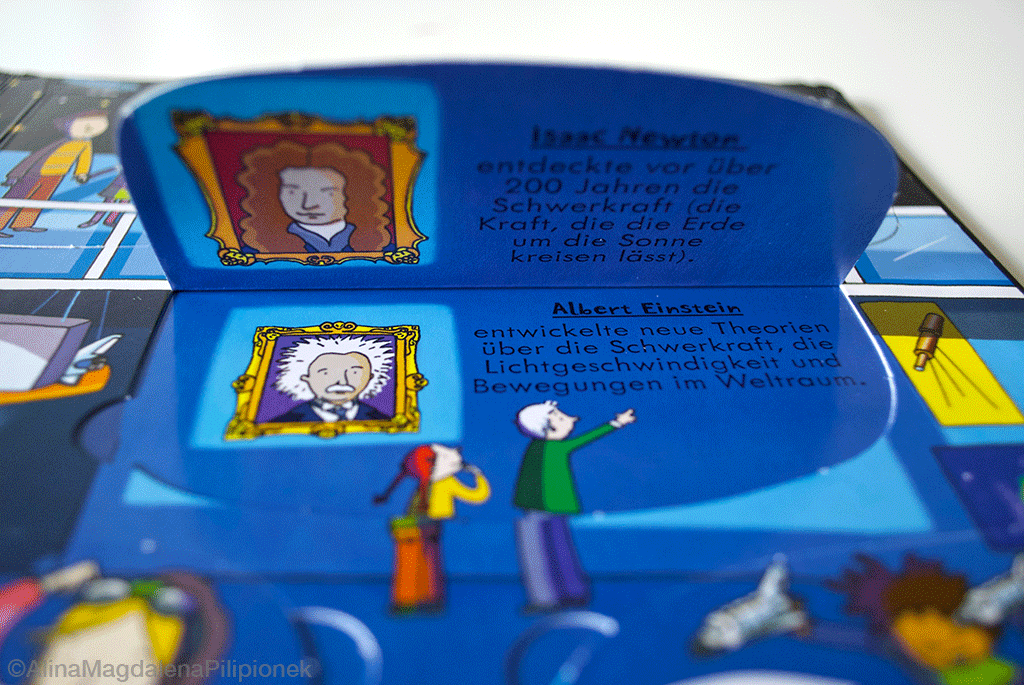 Isaac Newton
entdeckte vor über
200 Jahren die
Schwerkraft (die
Kraft, die die Erde
um die Sonne
kreisen lässt).
Albert Einstein
entwickelte neue Theorien
über die Schwerkraft, die
Lichtgeschwindigkeit und
Bewegungen im Weltraum.
©AlinaMagdalenaPilipionek